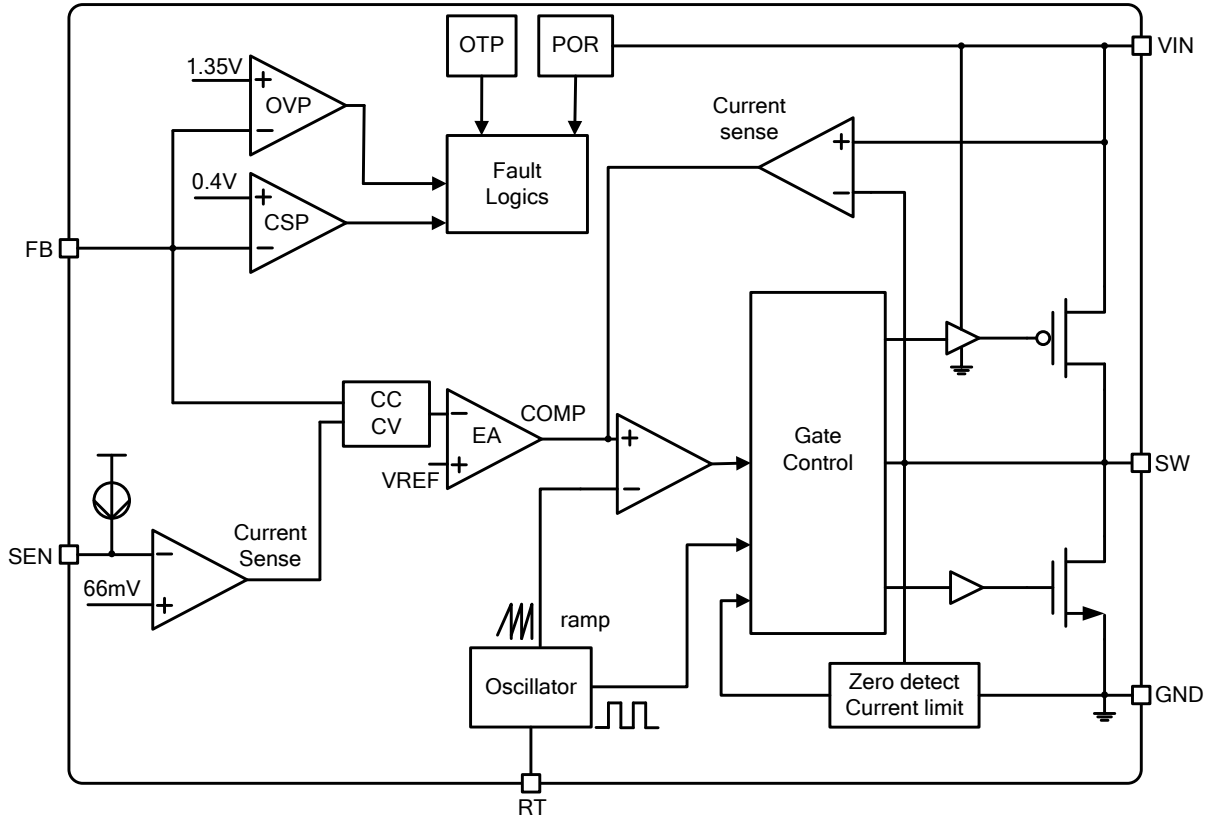 OTP
POR
VIN
1.35V
+
OVP
−
Current
sense
+
−
Fault
Logics
0.4V
+
CSP
−
FB
CC
CV
−
EA
+
VREF
COMP
+
−
Gate
Control
SW
SEN
−
66mV
+
Current
Sense
ramp
Oscillator
Zero detect
Current limit
GND
RT